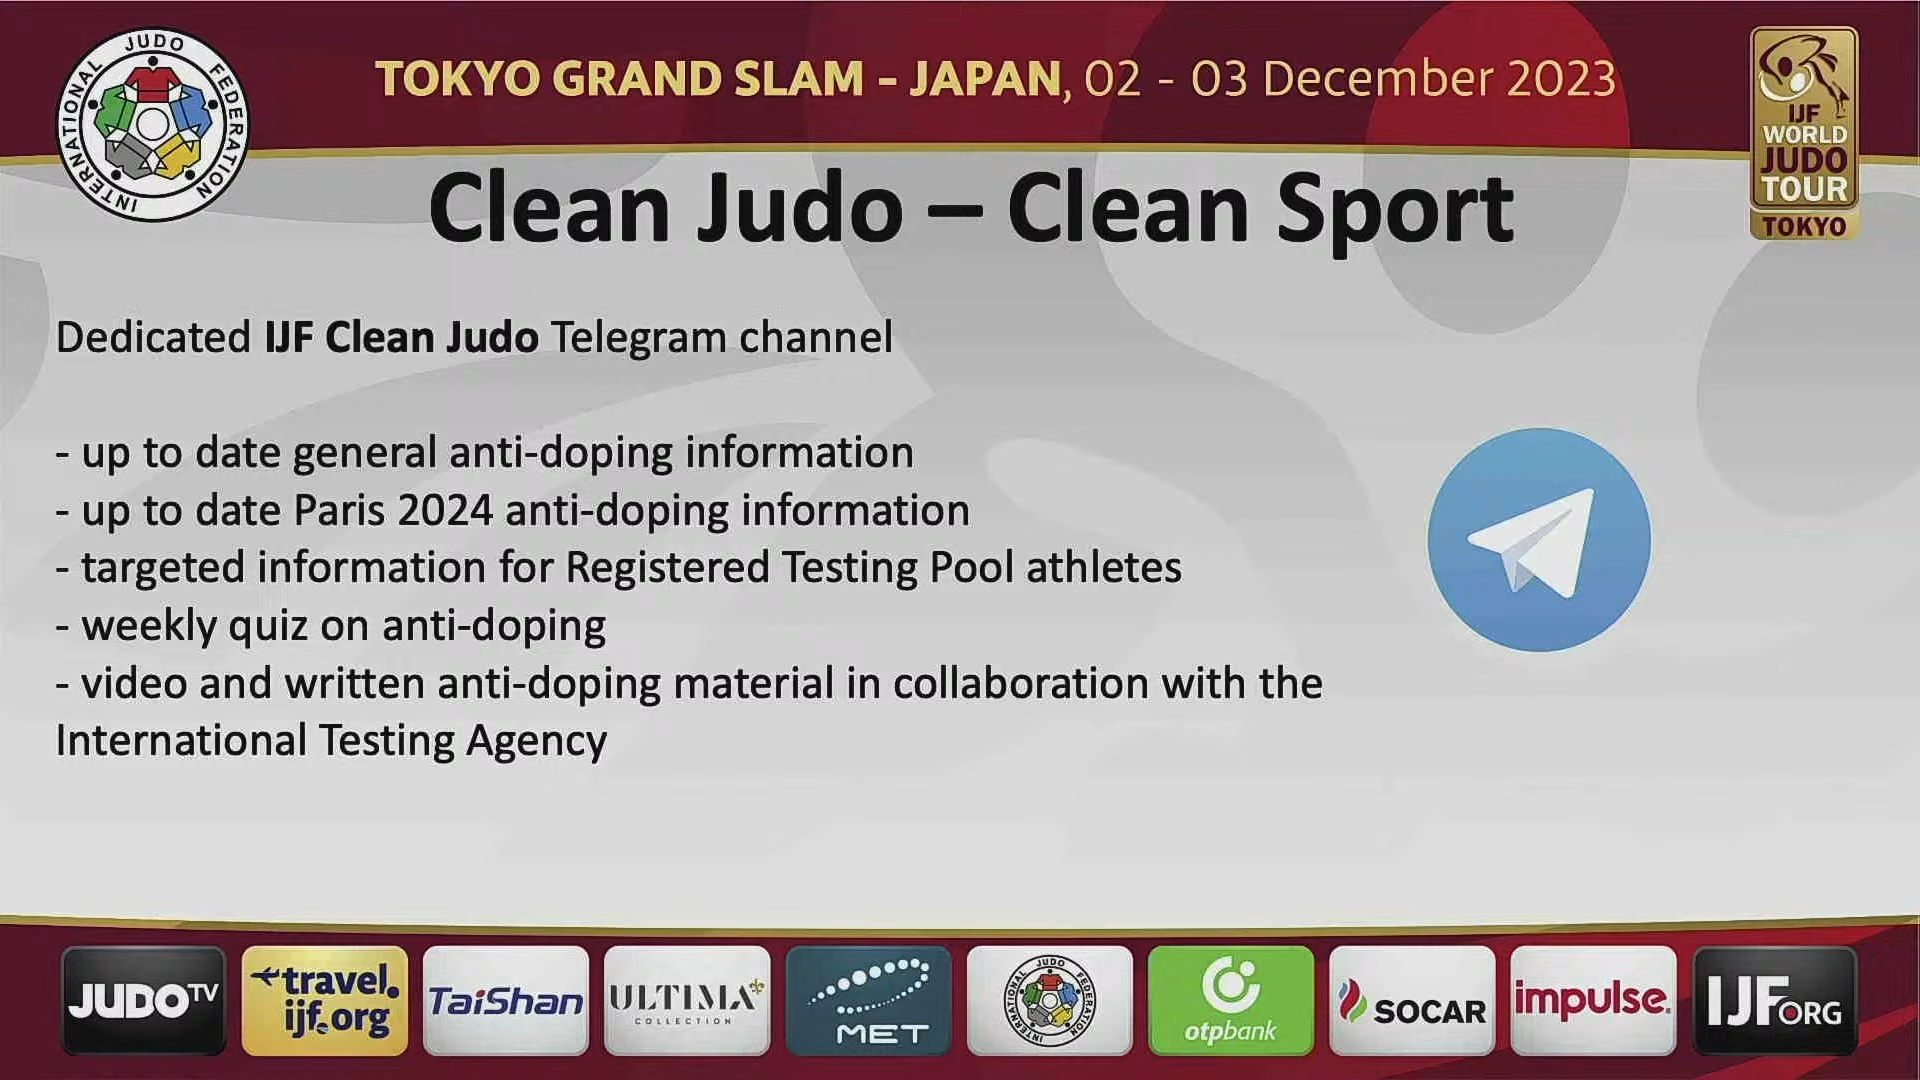 INTERNATIONAL JUDO FEDERATION
TOKYO GRAND SLAM - JAPAN, 02 - 03 December 2023
IJF
WORLD
JUDO
TOUR
TOKYO
Clean Judo – Clean Sport
Dedicated IJF Clean Judo Telegram channel
- up to date general anti-doping information
- up to date Paris 2024 anti-doping information
- targeted information for Registered Testing Pool athletes
- weekly quiz on anti-doping
- video and written anti-doping material in collaboration with the
International Testing Agency
JUDOTV
travel.
ijf.org
TaiShan
ULTIMA
COLLECTION
MET
INTERNATIONAL JUDO FEDERATION
otpbank
SOCAR
impulse.
IJF.ORG